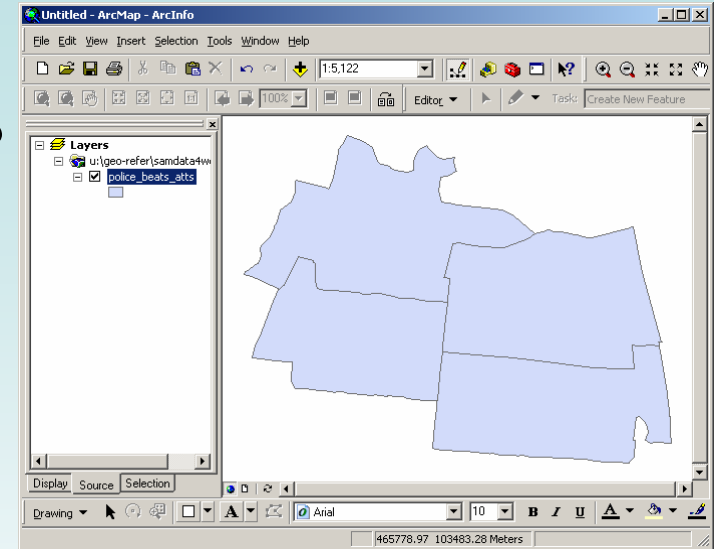 Untitled - ArcMap - ArcInfo
File Edit View Insert Selection Tools Window Help
1:5,122
100% Editor Task: Create New Feature
Layers
u:\geo-refer\samdata4w
police_beats_atts
Display Source Selection
Drawing A Arial 10 B I U A
465778.97 103483.28 Meters